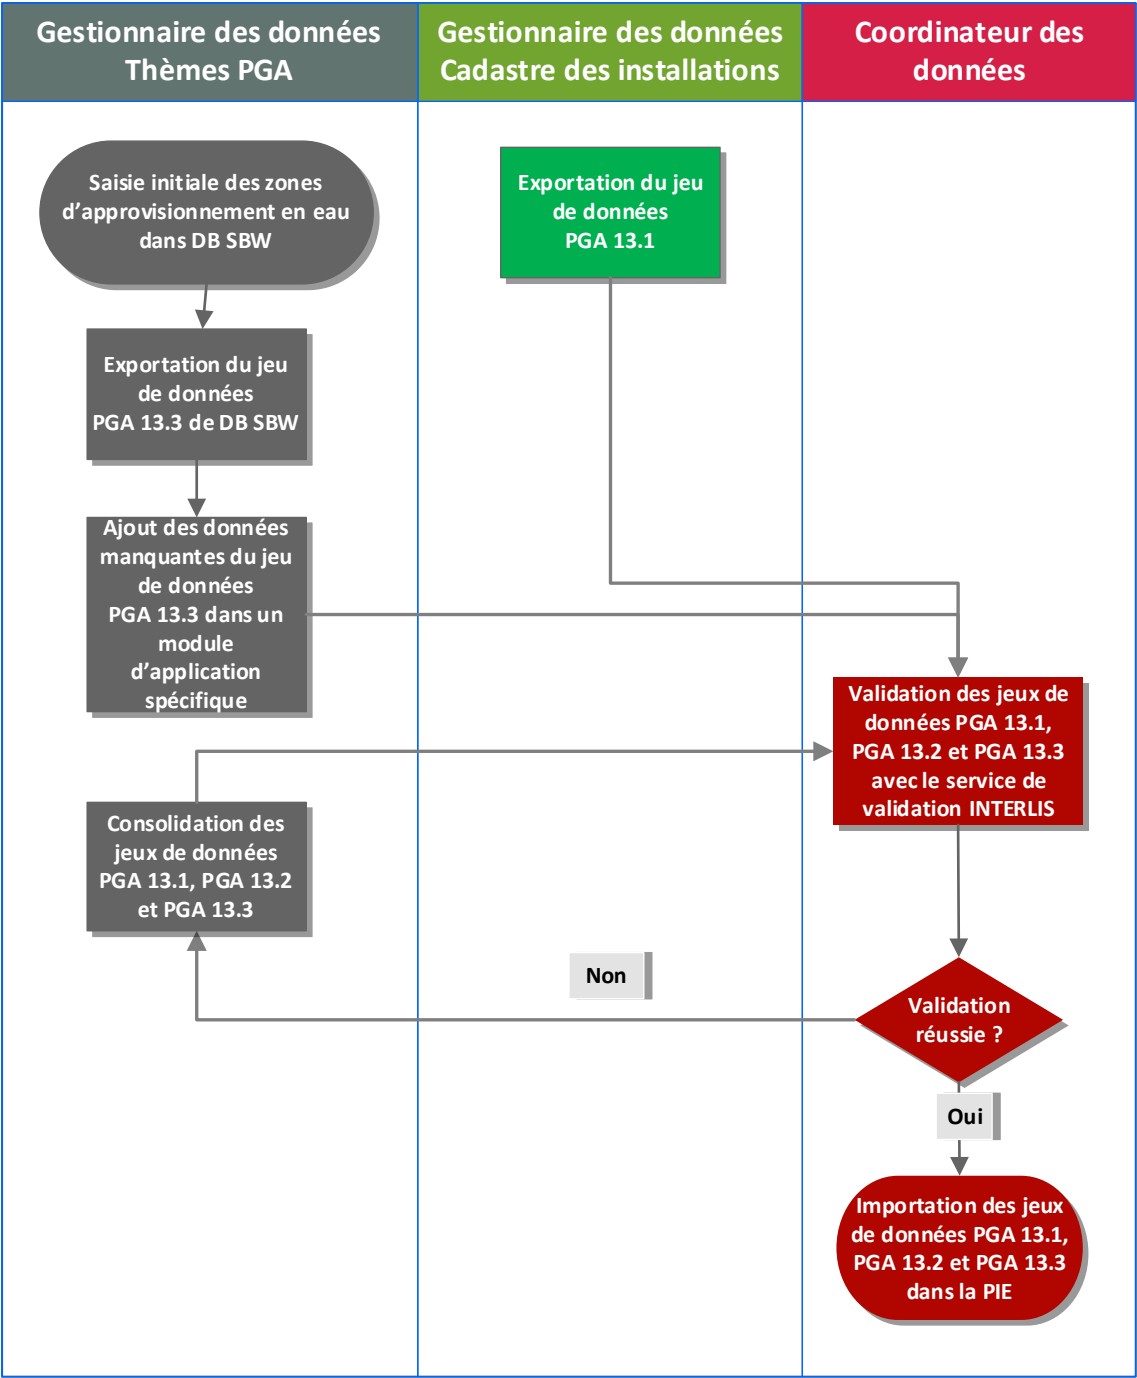 Gestionnaire des données
Thèmes PGA
Gestionnaire des données
Cadastre des installations
Coordinateur des
données
Saisie initiale des zones
d’approvisionnement en eau
dans DB SBW
Exportation du jeu
de données
PGA 13.1
Exportation du jeu
de données
PGA 13.3 de DB SBW
Ajout des données
manquantes du jeu
de données
PGA 13.3 dans un
module
d’application
spécifique
Validation des jeux de
données PGA 13.1,
PGA 13.2 et PGA 13.3
avec le service de
validation INTERLIS
Consolidation des
jeux de données
PGA 13.1, PGA 13.2
et PGA 13.3
Non
Validation
réussie ?
Oui
Importation des jeux
de données PGA 13.1,
PGA 13.2 et PGA 13.3
dans la PIE